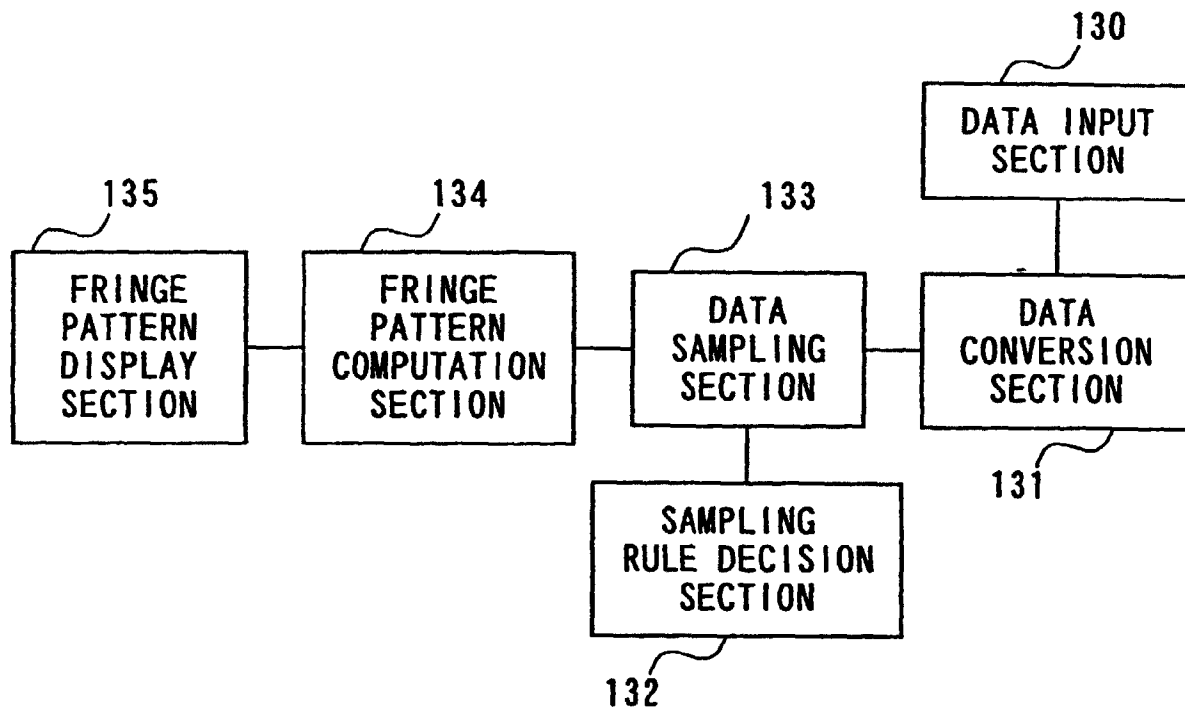 130
DATA INPUT
SECTION
135
FRINGE
PATTERN
DISPLAY
SECTION
134
FRINGE
PATTERN
COMPUTATION
SECTION
133
DATA
SAMPLING
SECTION
DATA
CONVERSION
SECTION
131
SAMPLING
RULE DECISION
SECTION
132